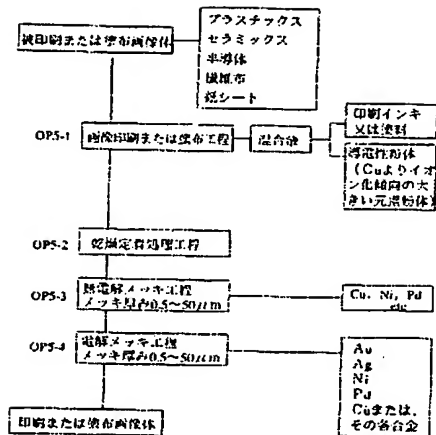 被印刷または塗布画像体
プラスチックス
セラミックス
半導体
繊維布
紙シート
OP5-1
画像印刷または塗布工程
混合液
印刷インキ
又は塗料
導電性粉体
(Cuよりイオ
ン化傾向の大
きい元素粉体)
OP5-2
乾燥定着処理工程
OP5-3
無電解メッキ工程
メッキ厚み0.5~50μm
Cu, Ni, Pd
etc
OP5-4
電解メッキ工程
メッキ厚み0.5~50μm
Au
Ag
Ni
Pd
Cuまたは、
その各合金
印刷または塗布画像体